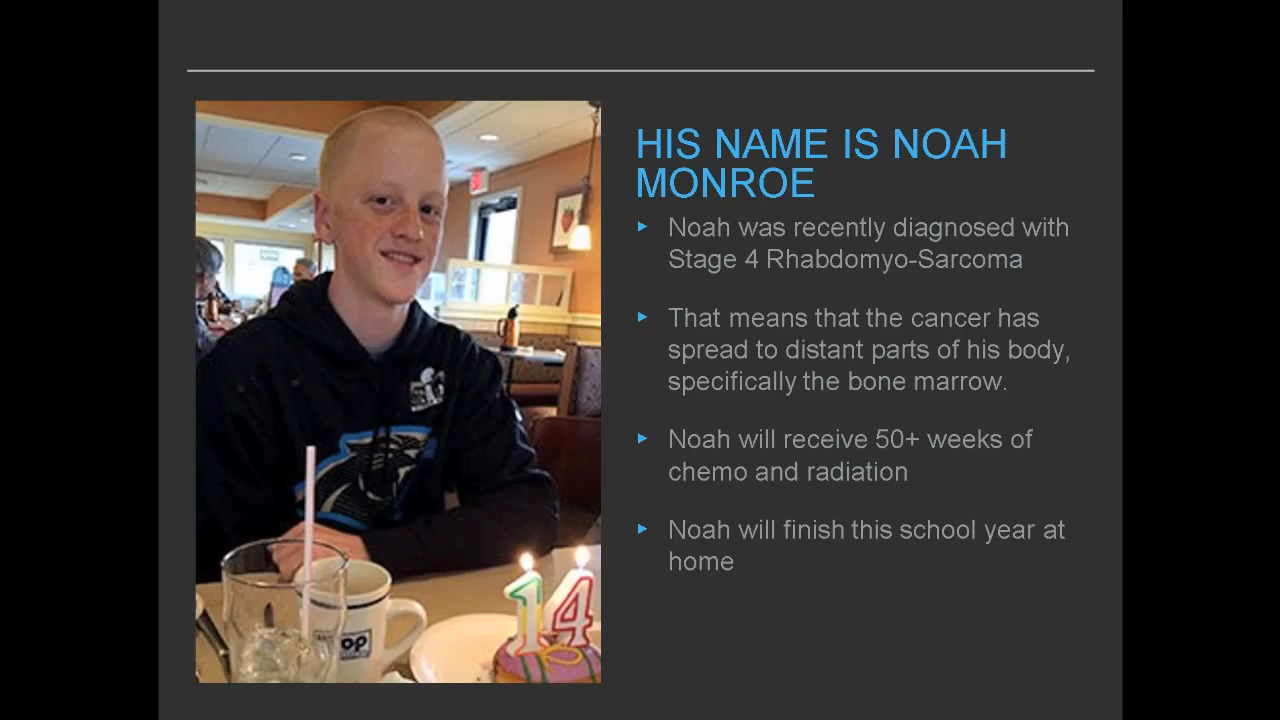 HIS NAME IS NOAH
MONROE
Noah was recently diagnosed with
Stage 4 Rhabdomyo-Sarcoma
That means that the cancer has
spread to distant parts of his body,
specifically the bone marrow.
Noah will receive 50+ weeks of
chemo and radiation
Noah will finish this school year at
home
50
op
14